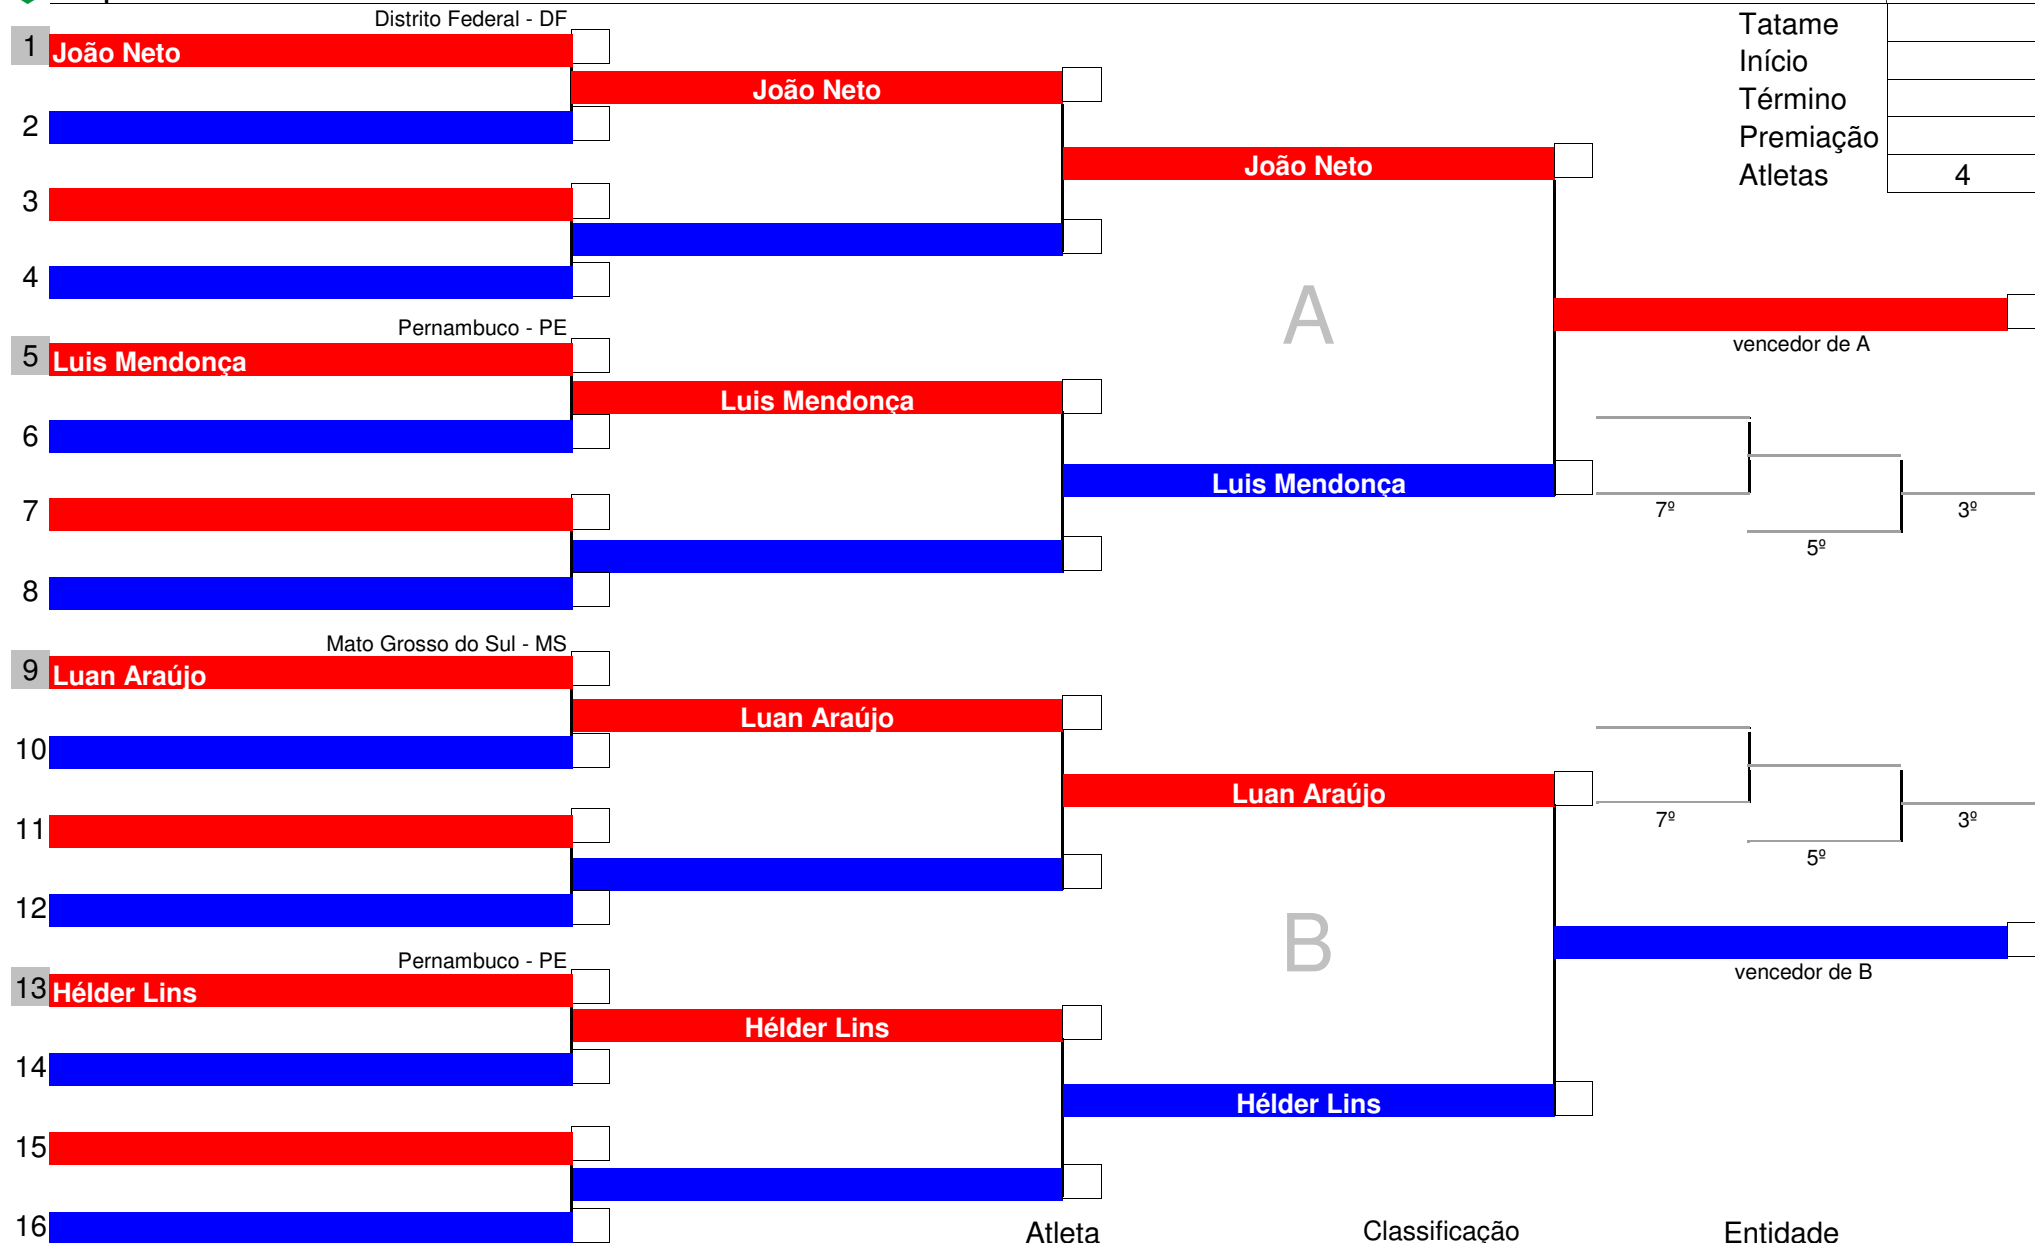 Distrito Federal - DF
Tatame
1 João Neto
Início
João Neto
Término
2
Premiação
João Neto
Atletas 4
3
4
A
Pernambuco - PE
vencedor de A
5 Luis Mendonça
Luis Mendonça
6
Luis Mendonça
7
7º 3º
5º
8
Mato Grosso do Sul - MS
9 Luan Araújo
Luan Araújo
10
Luan Araújo
11
7º 3º
5º
12
B
Pernambuco - PE
vencedor de B
13 Hélder Lins
Hélder Lins
14
Hélder Lins
15
16
Atleta Classificação Entidade